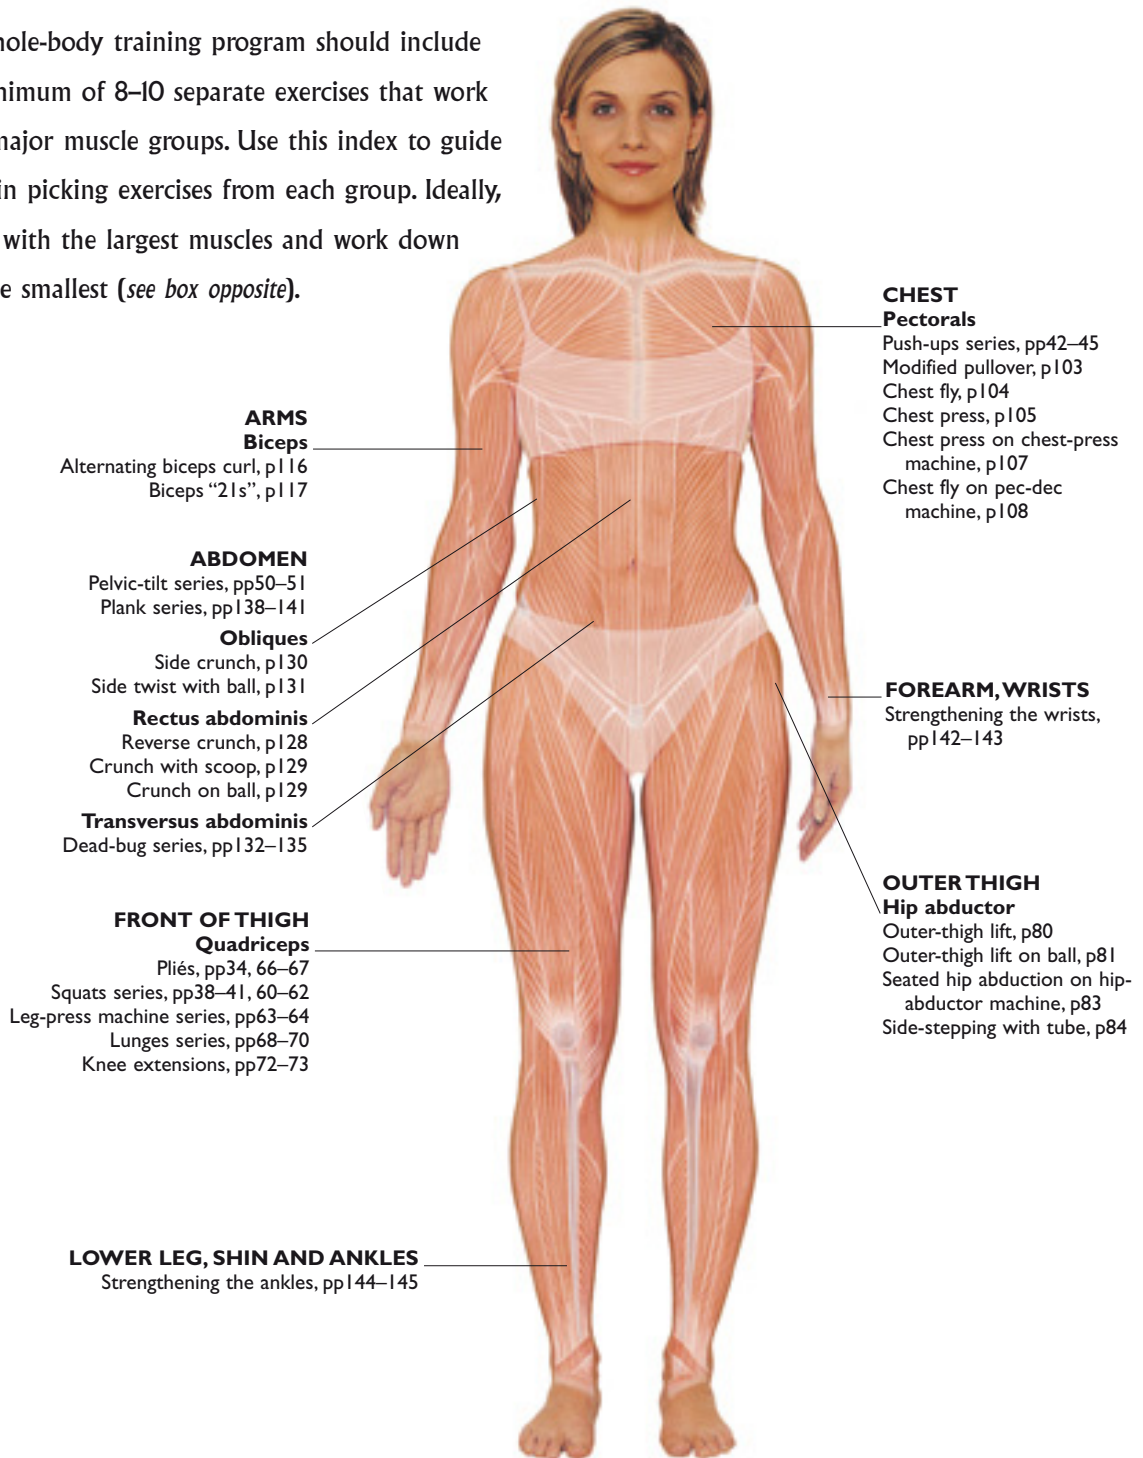 hole-body training program should include
nimum of 8–10 separate exercises that work
major muscle groups. Use this index to guide
in picking exercises from each group. Ideally,
with the largest muscles and work down
e smallest (see box opposite).
ARMS
Biceps
Alternating biceps curl, p116
Biceps “21s”, p117
ABDOMEN
Pelvic-tilt series, pp50–51
Plank series, pp138–141
Obliques
Side crunch, p130
Side twist with ball, p131
Rectus abdominis
Reverse crunch, p128
Crunch with scoop, p129
Crunch on ball, p129
Transversus abdominis
Dead-bug series, pp132–135
FRONT OF THIGH
Quadriceps
Pliés, pp34, 66–67
Squats series, pp38–41, 60–62
Leg-press machine series, pp63–64
Lunges series, pp68–70
Knee extensions, pp72–73
LOWER LEG, SHIN AND ANKLES
Strengthening the ankles, pp144–145
CHEST
Pectorals
Push-ups series, pp42–45
Modified pullover, p103
Chest fly, p104
Chest press, p105
Chest press on chest-press
machine, p107
Chest fly on pec-dec
machine, p108
FOREARM, WRISTS
Strengthening the wrists,
pp142–143
OUTER THIGH
Hip abductor
Outer-thigh lift, p80
Outer-thigh lift on ball, p81
Seated hip abduction on hip-
abductor machine, p83
Side-stepping with tube, p84